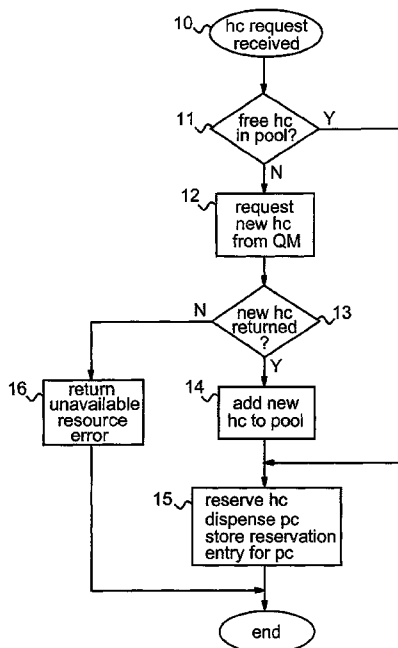 10
hc request
received
11
free hc
in pool?
Y
N
12
request
new hc
from QM
N
new hc
returned
?
13
Y
16
return
unavailable
resource
error
14
add new
hc to pool
15
reserve hc
dispense pc
store reservation
entry for pc
end